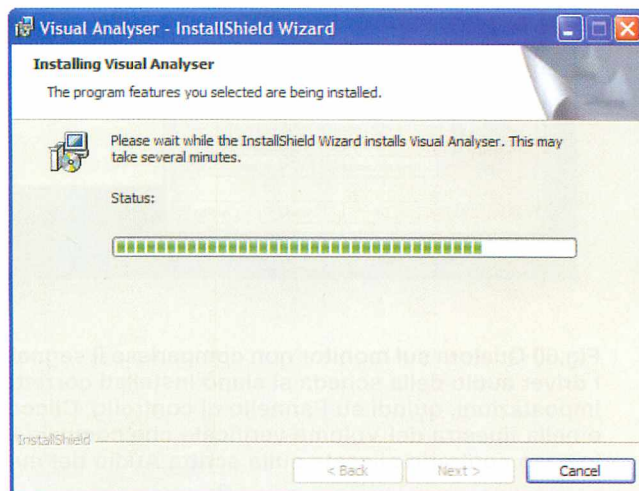 Visual Analyser - InstallShield Wizard
Installing Visual Analyser
The program features you selected are being installed.
Please wait while the InstallShield Wizard installs Visual Analyser. This may
take several minutes.
Status:
InstallShield
< Back Next > Cancel